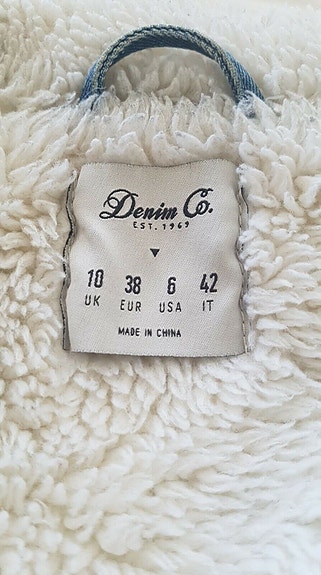 Denim Co.
EST. 1969
10 38 6 42
UK EUR USA IT
MADE IN CHINA